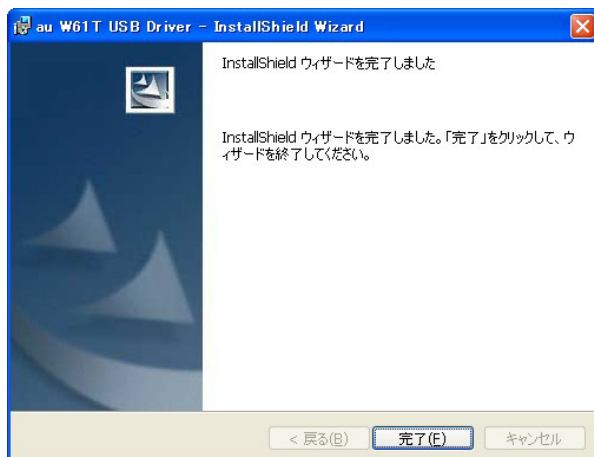 au W61T USB Driver - InstallShield Wizard
InstallShield ウィザードを完了しました
InstallShield ウィザードを完了しました。「完了」をクリックして、ウ
ィザードを終了してください。
< 戻る(B)
完了(F)
キャンセル